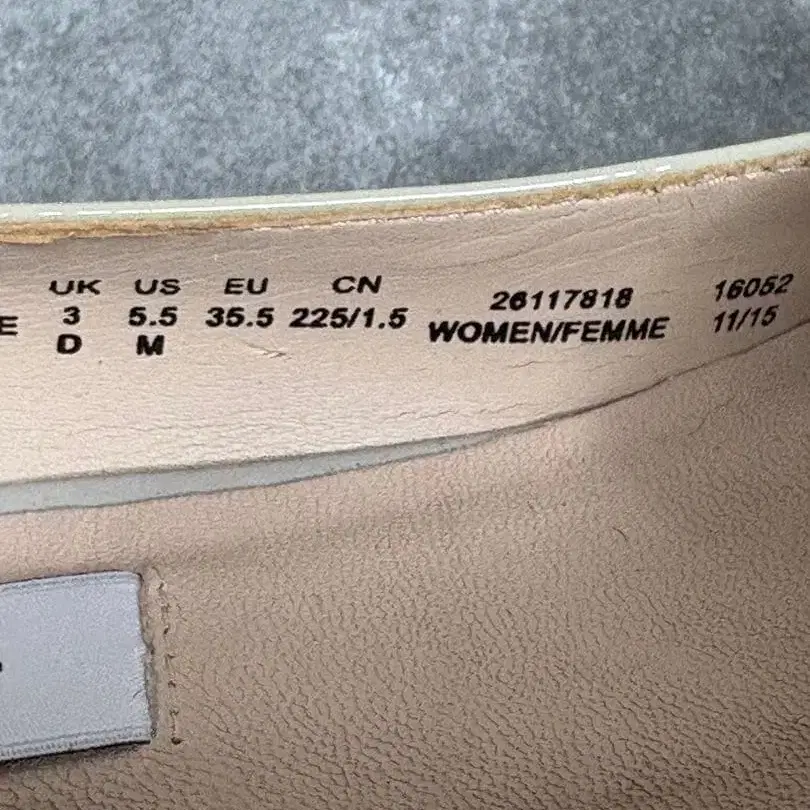 UK US EU CN
E 3 5.5 35.5 225/1.5
D M
26117818
WOMEN/FEMME
16052
11/15